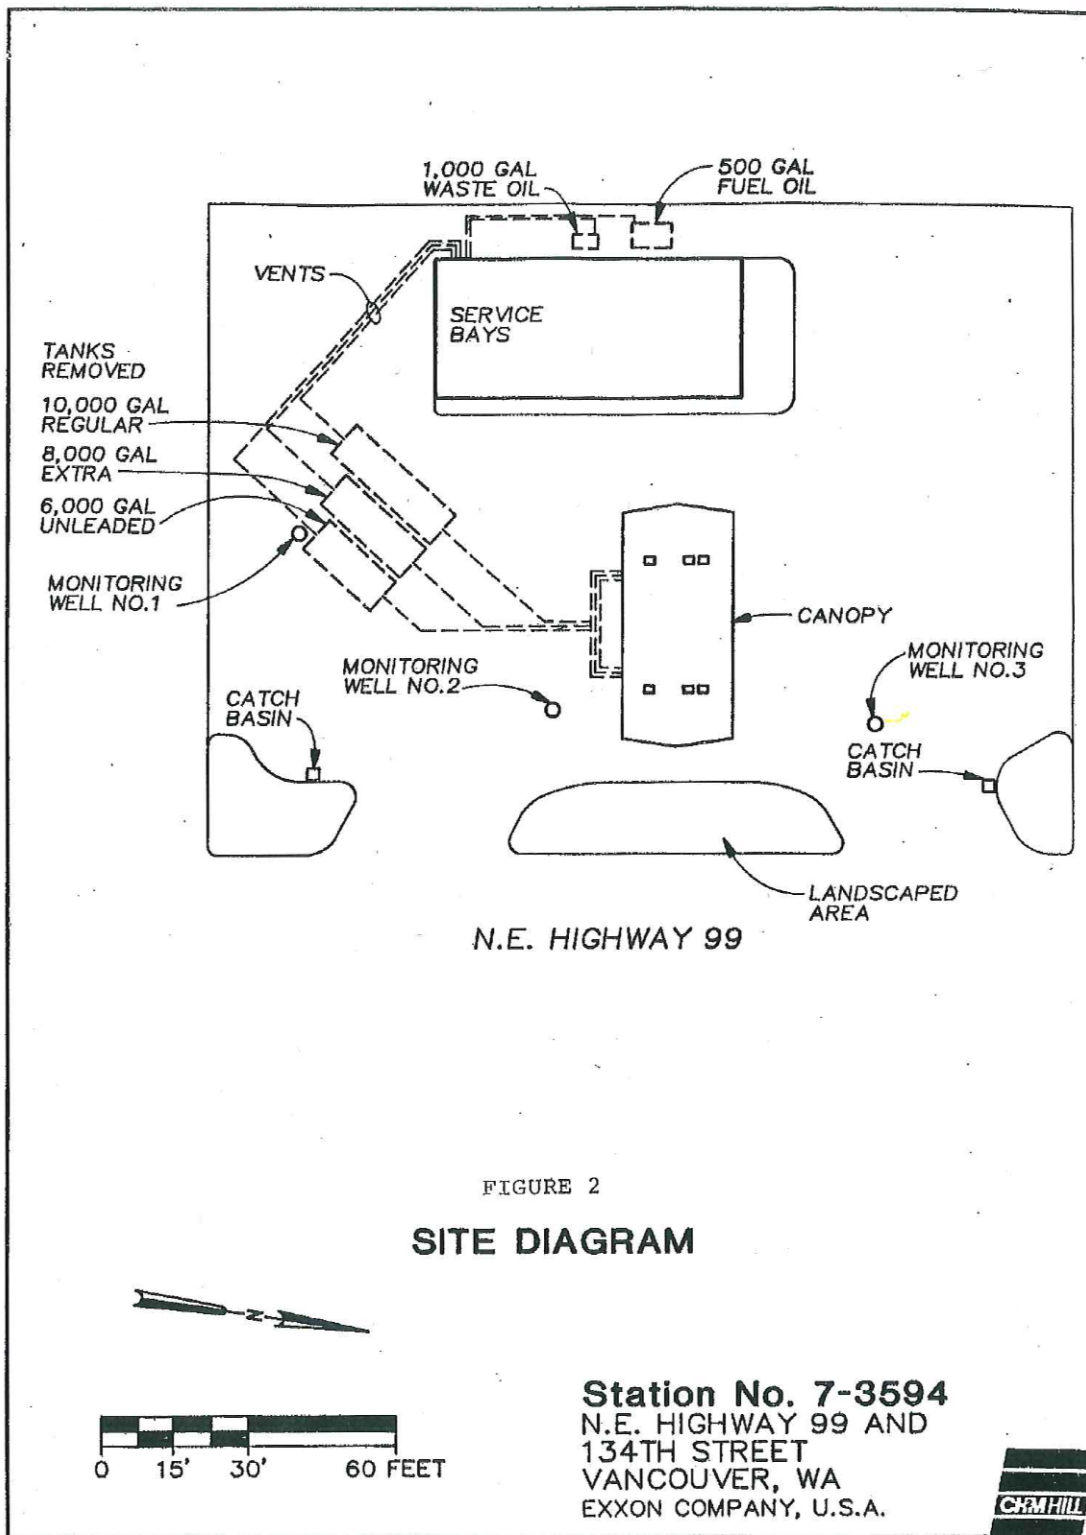 1,000 GAL
WASTE OIL
500 GAL
FUEL OIL
VENTS
SERVICE
BAYS
TANKS
REMOVED
10,000 GAL
REGULAR
8,000 GAL
EXTRA
6,000 GAL
UNLEADED
MONITORING
WELL NO.1
CANOPY
MONITORING
WELL NO.2
MONITORING
WELL NO.3
CATCH
BASIN
CATCH
BASIN
LANDSCAPED
AREA
N.E. HIGHWAY 99
FIGURE 2
SITE DIAGRAM
N
0 15' 30' 60 FEET
Station No. 7-3594
N.E. HIGHWAY 99 AND
134TH STREET
VANCOUVER, WA
EXXON COMPANY, U.S.A.
CH2M HILL